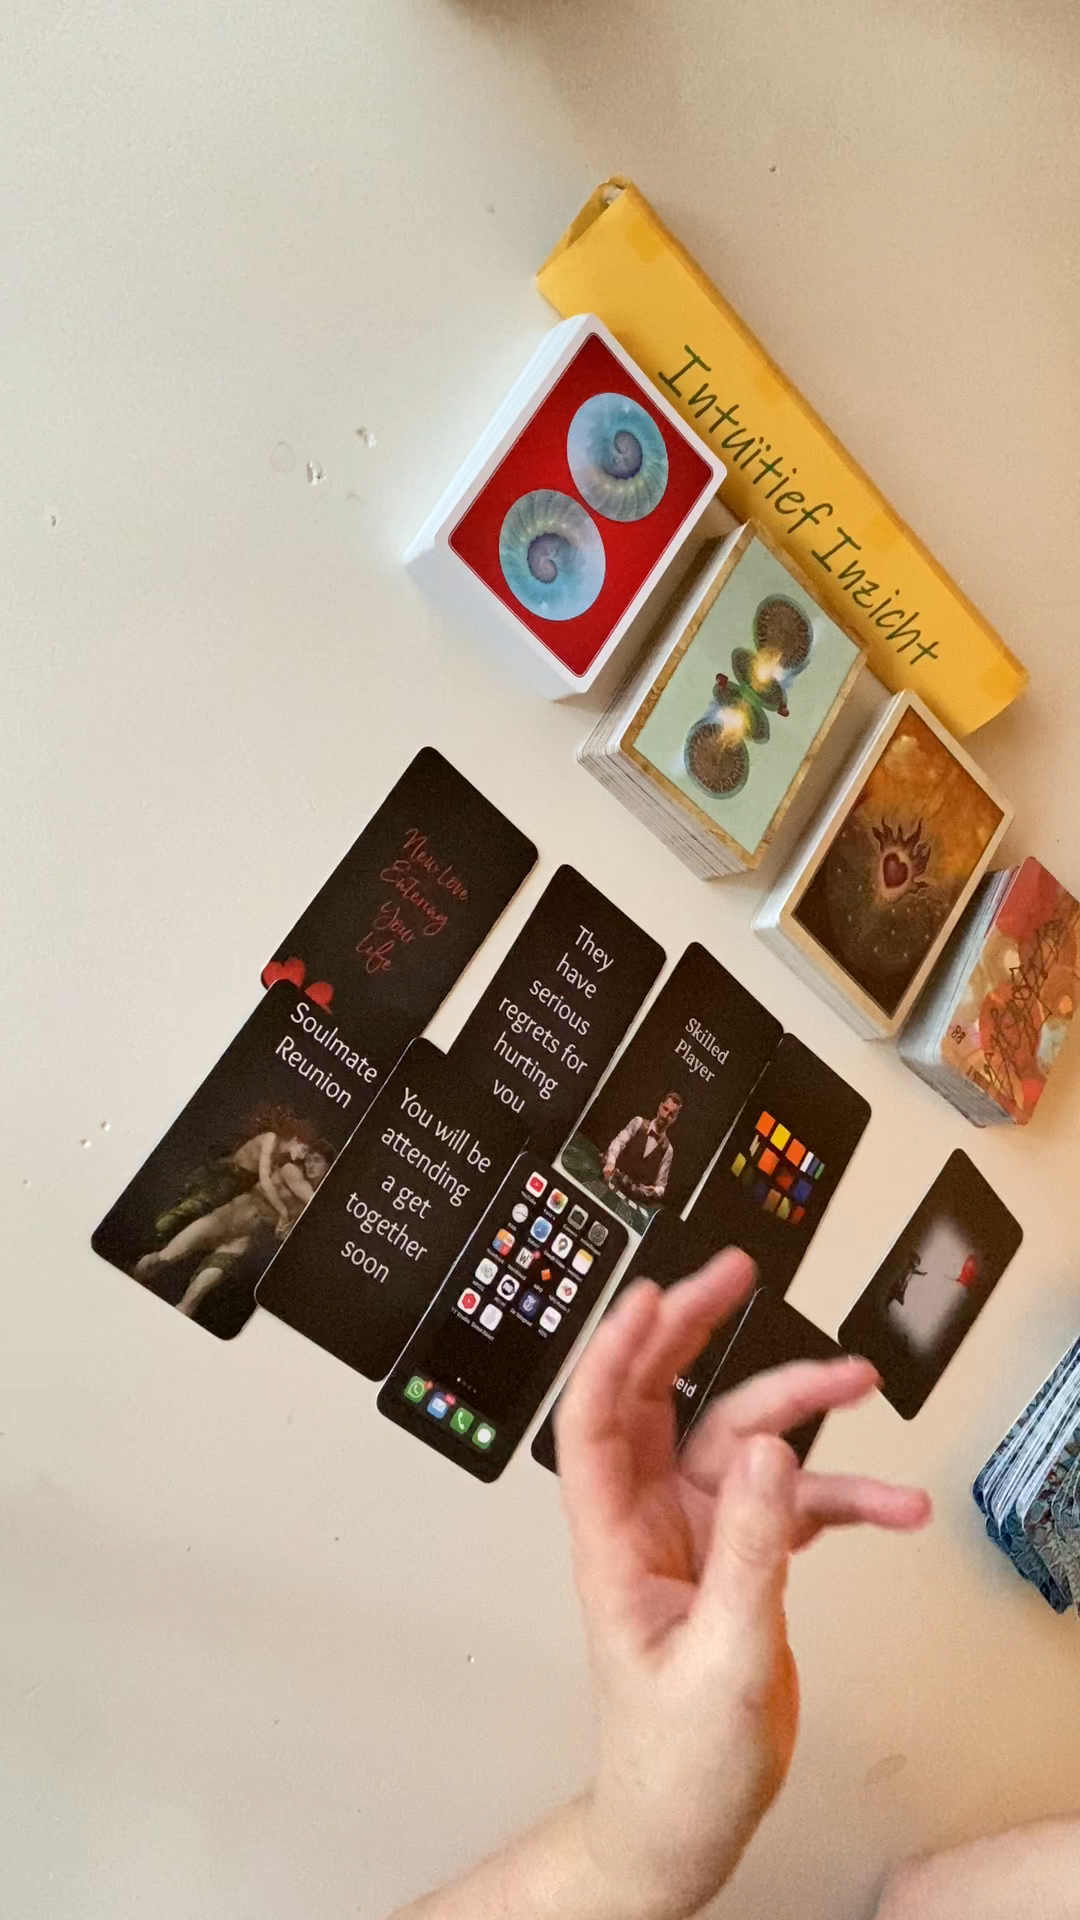 Intuïtief Inzicht
New Love
Entering
Your
life
They
have
serious
regrets for
hurting
you
Skilled
Player
Soulmate
Reunion
You will be
attending
a get
together
soon
88